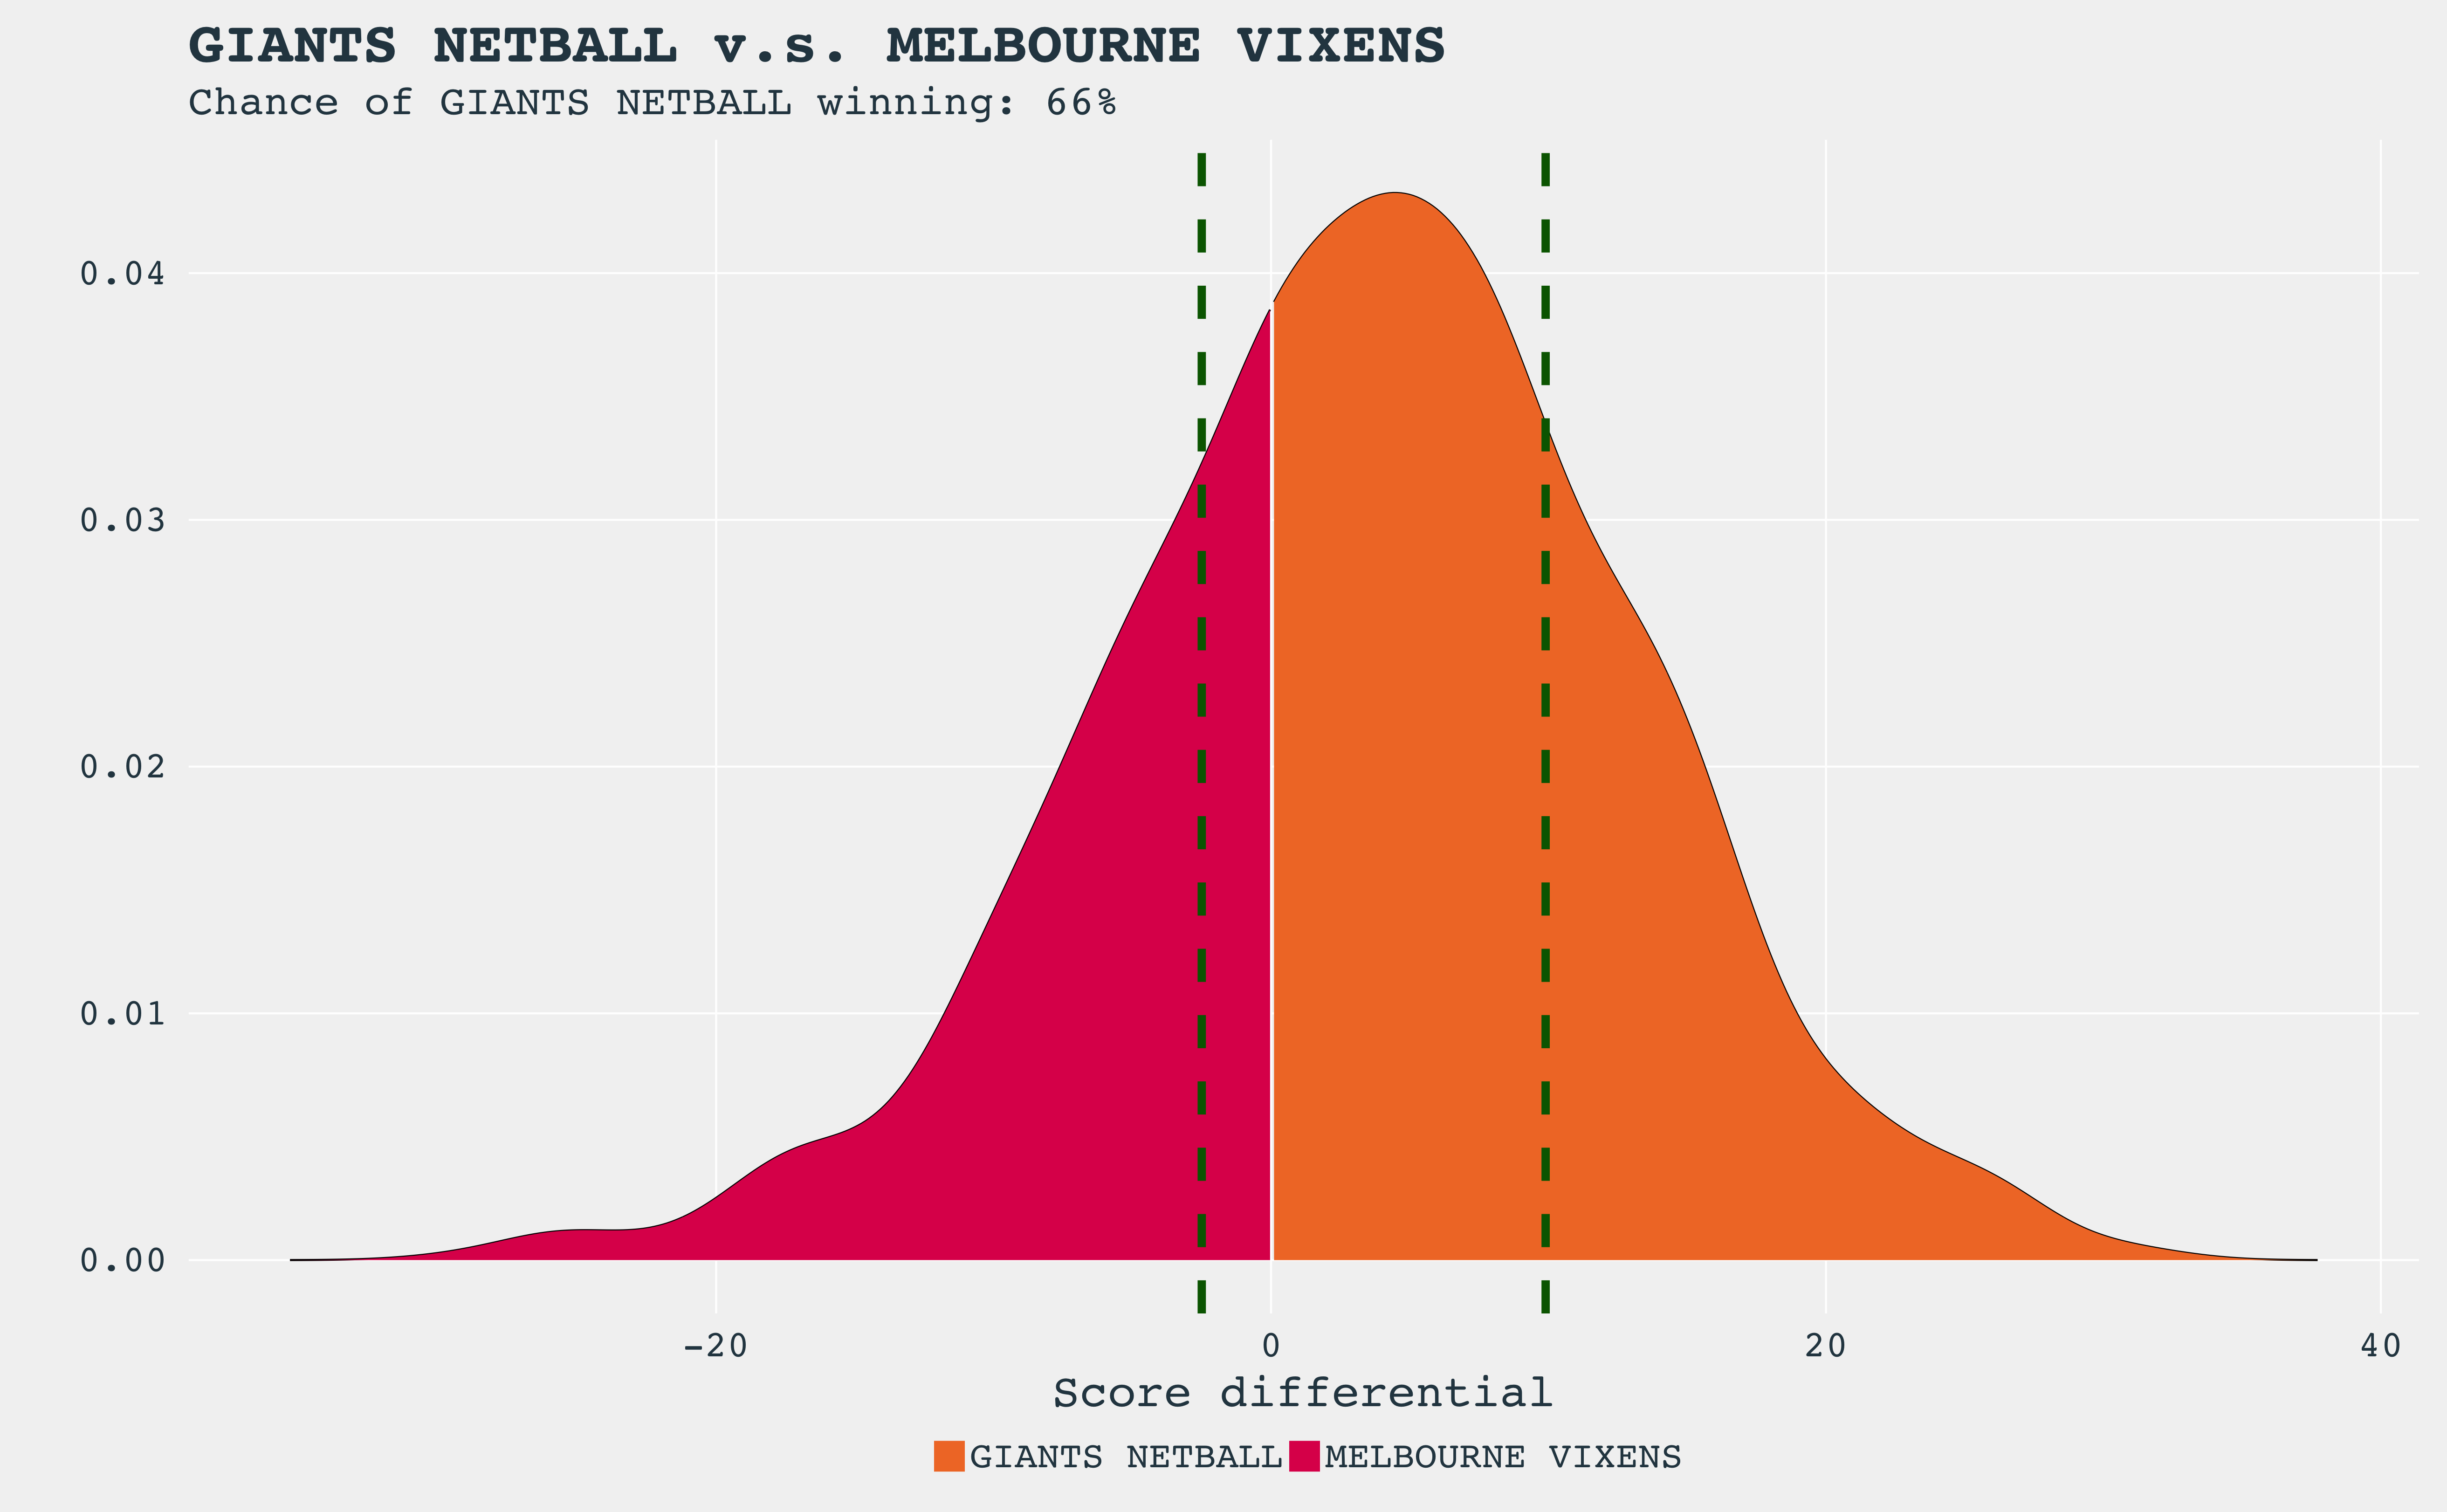 GIANTS NETBALL v.s. MELBOURNE VIXENS
Chance of GIANTS NETBALL winning: 66%
0.04
0.03
0.02
0.01
0.00
-20 0 20 40
Score differential
GIANTS NETBALL MELBOURNE VIXENS